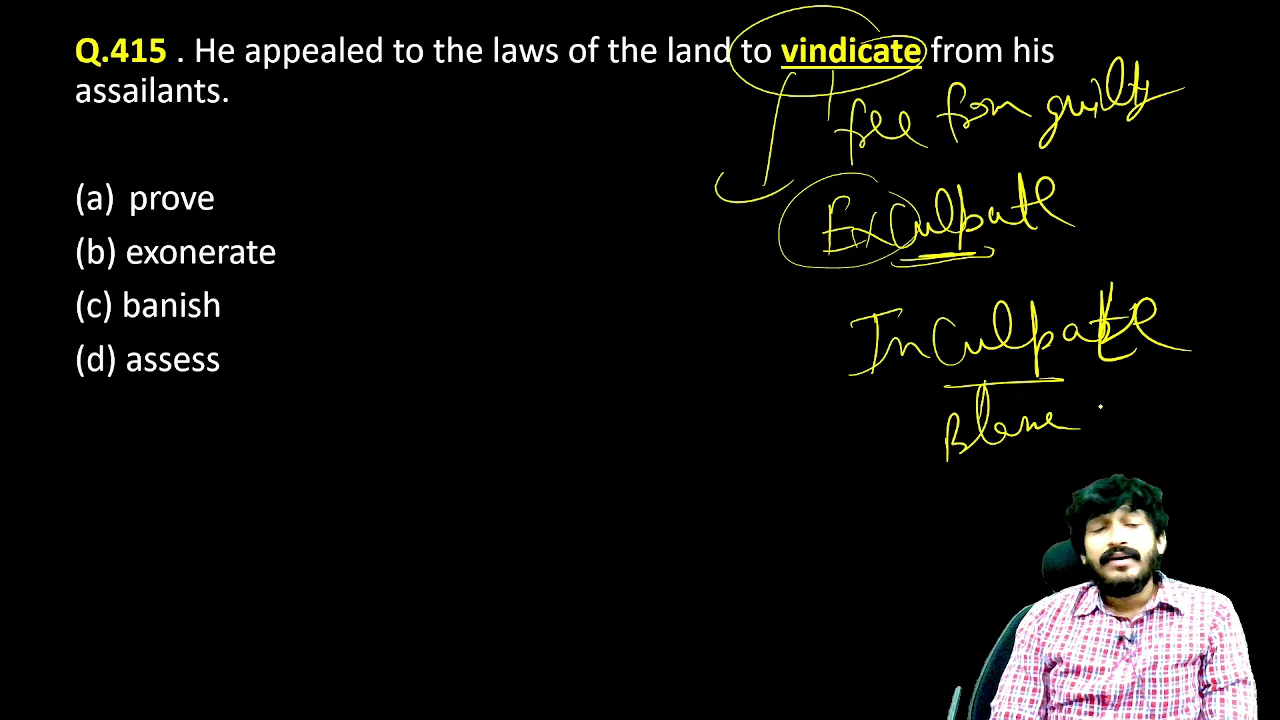 Q.415 . He appealed to the laws of the land to vindicate from his
assailants.
free from guilty
(a) prove
Exculpate
(b) exonerate
(c) banish
Inculpate
(d) assess
Blame